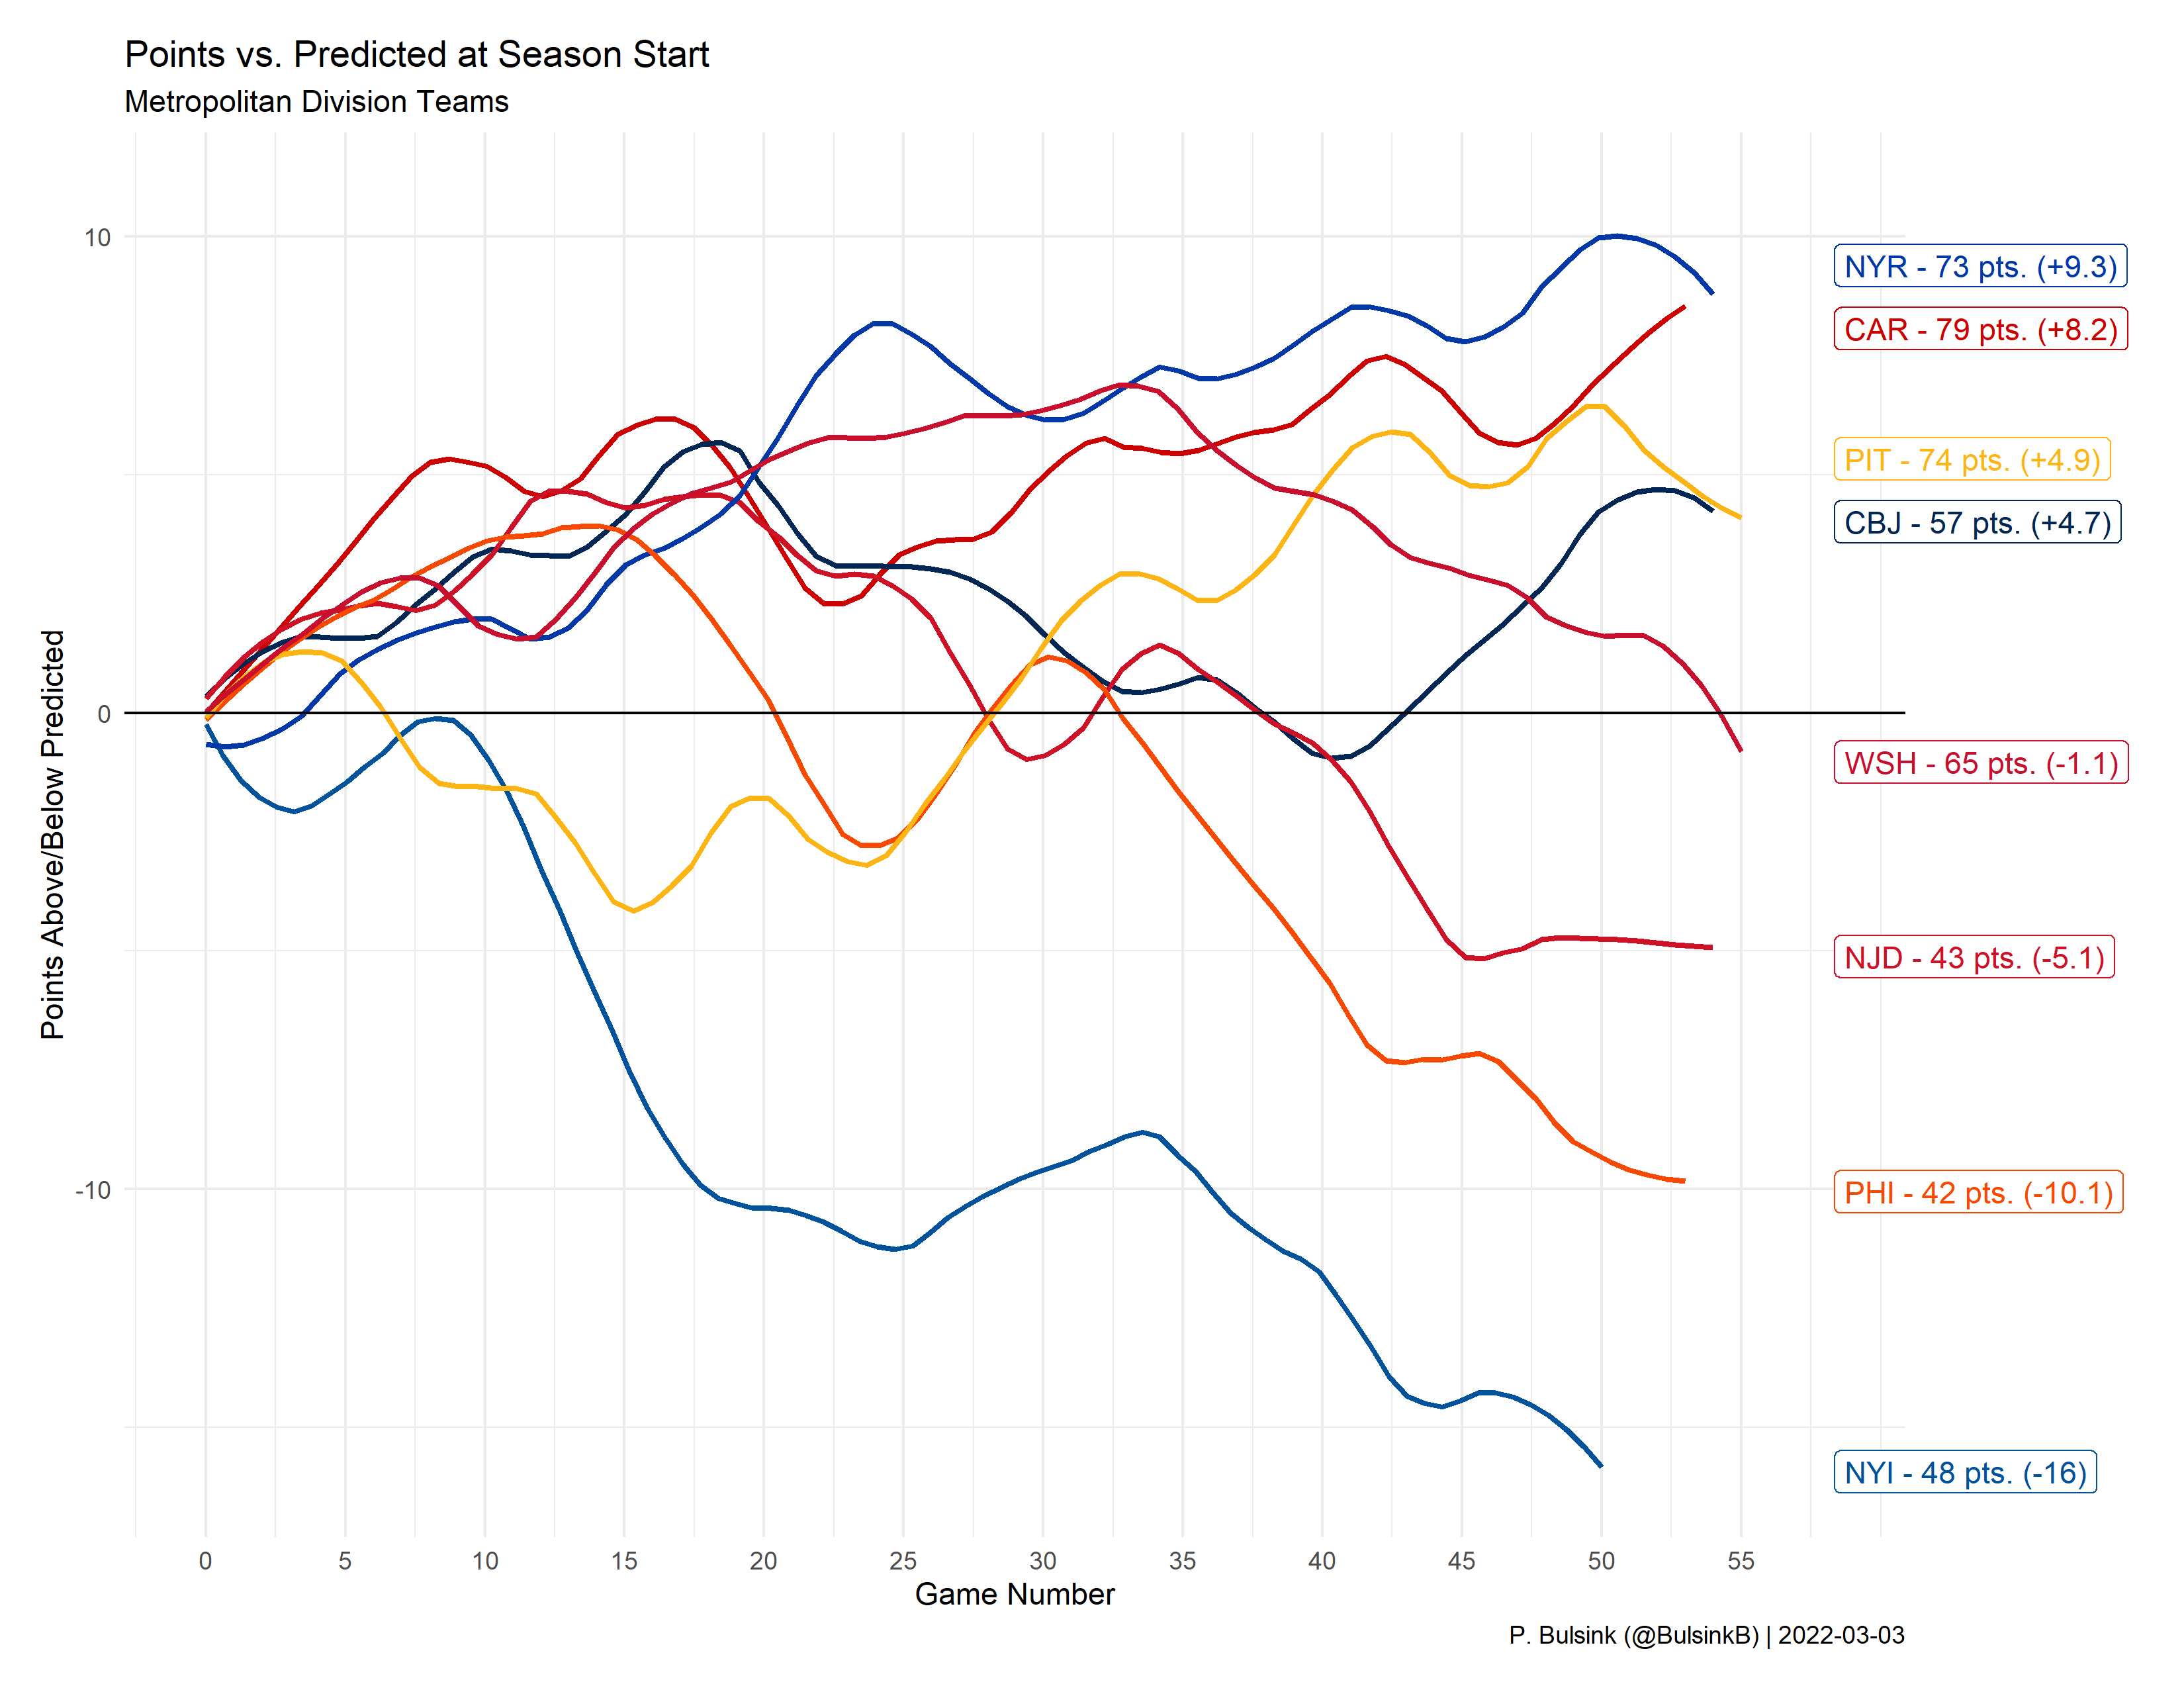 Points vs. Predicted at Season Start
Metropolitan Division Teams
Points Above/Below Predicted
10
0
-10
NYR - 73 pts. (+9.3)
CAR - 79 pts. (+8.2)
PIT - 74 pts. (+4.9)
CBJ - 57 pts. (+4.7)
WSH - 65 pts. (-1.1)
NJD - 43 pts. (-5.1)
PHI - 42 pts. (-10.1)
NYI - 48 pts. (-16)
0 5 10 15 20 25 30 35 40 45 50 55
Game Number
P. Bulsink (@BulsinkB) | 2022-03-03